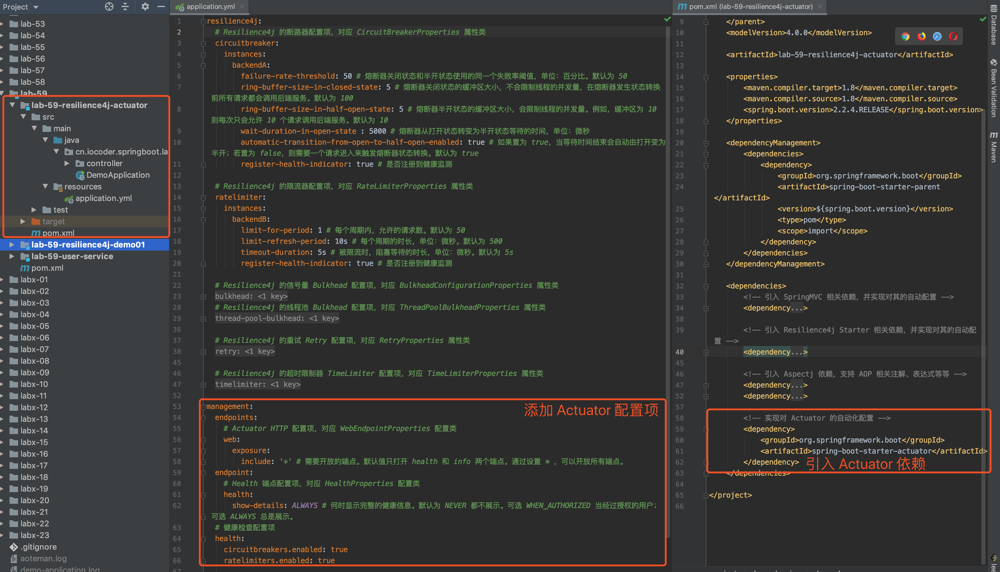 Project
lab-53
lab-54
lab-55
lab-56
lab-57
lab-58
lab-59
lab-59-resilience4j-actuator
src
main
java
cn.iocoder.springboot.la
controller
DemoApplication
resources
application.yml
test
target
pom.xml
lab-59-resilience4j-demo01
lab-59-user-service
pom.xml
labx-01
labx-02
labx-03
labx-04
labx-05
labx-06
labx-07
labx-08
labx-09
labx-10
labx-11
labx-12
labx-13
labx-14
labx-15
labx-16
labx-17
labx-18
labx-19
labx-20
labx-21
labx-22
labx-23
.gitignore
aoteman.log
demo-application.log
application.yml
1 resilience4j:
2 # Resilience4j 的断路器配置项，对应 CircuitBreakerProperties 属性类
3 circuitbreaker:
4 instances:
5 backendA:
6 failure-rate-threshold: 50 # 熔断器关闭状态和半开状态使用的同一个失败率阈值，单位：百分比。默认为 50
7 ring-buffer-size-in-closed-state: 5 # 熔断器关闭状态的缓冲区大小，不会限制线程的并发量，在熔断器发生状态转换
前所有请求都会调用后端服务。默认为 100
8 ring-buffer-size-in-half-open-state: 5 # 熔断器半开状态的缓冲区大小，会限制线程的并发量。例如，缓冲区为 10
则每次只会允许 10 个请求调用后端服务。默认为 10
9 wait-duration-in-open-state : 5000 # 熔断器从打开状态转变为半开状态等待的时间，单位：微秒
10 automatic-transition-from-open-to-half-open-enabled: true # 如果置为 true，当等待时间结束会自动由打开变为
半开；若置为 false，则需要一个请求进入来触发熔断器状态转换。默认为 true
11 register-health-indicator: true # 是否注册到健康监测
12
13 # Resilience4j 的限流器配置项，对应 RateLimiterProperties 属性类
14 ratelimiter:
15 instances:
16 backendB:
17 limit-for-period: 1 # 每个周期内，允许的请求数。默认为 50
18 limit-refresh-period: 10s # 每个周期的时长，单位：微秒。默认为 500
19 timeout-duration: 5s # 被限流时，阻塞等待的时长，单位：微秒。默认为 5s
20 register-health-indicator: true # 是否注册到健康监测
21
22 # Resilience4j 的信号量 Bulkhead 配置项，对应 BulkheadConfigurationProperties 属性类
23 bulkhead: <1 key>
28 # Resilience4j 的线程池 Bulkhead 配置项，对应 ThreadPoolBulkheadProperties 属性类
29 thread-pool-bulkhead: <1 key>
36
37 # Resilience4j 的重试 Retry 配置项，对应 RetryProperties 属性类
38 retry: <1 key>
45
46 # Resilience4j 的超时限制器 TimeLimiter 配置项，对应 TimeLimiterProperties 属性类
47 timelimiter: <1 key>
52
53 management:
54 endpoints:
55 # Actuator HTTP 配置项，对应 WebEndpointProperties 配置类
56 web:
57 exposure:
58 include: '*' # 需要开放的端点。默认值只打开 health 和 info 两个端点。通过设置 * ，可以开放所有端点。
59 endpoint:
60 # Health 端点配置项，对应 HealthProperties 配置类
61 health:
62 show-details: ALWAYS # 何时显示完整的健康信息。默认为 NEVER 都不展示。可选 WHEN_AUTHORIZED 当经过授权的用户；
可选 ALWAYS 总是展示。
63 # 健康检查配置项
64 health:
65 circuitbreakers.enabled: true
66 ratelimiters.enabled: true
添加 Actuator 配置项
pom.xml (lab-59-resilience4j-actuator)
</parent>
<modelVersion>4.0.0</modelVersion>
<artifactId>lab-59-resilience4j-actuator</artifactId>
<properties>
<maven.compiler.target>1.8</maven.compiler.target>
<maven.compiler.source>1.8</maven.compiler.source>
<spring.boot.version>2.2.4.RELEASE</spring.boot.version>
</properties>
<dependencyManagement>
<dependencies>
<dependency>
<groupId>org.springframework.boot</groupId>
<artifactId>spring-boot-starter-parent
</artifactId>
<version>${spring.boot.version}</version>
<type>pom</type>
<scope>import</scope>
</dependency>
</dependencies>
</dependencyManagement>
<dependencies>
<!-- 引入 SpringMVC 相关依赖，并实现对其的自动配置 -->
<dependency...>
<!-- 引入 Resilience4j Starter 相关依赖，并实现对其的自动配
置 -->
<dependency...>
<!-- 引入 Aspectj 依赖，支持 AOP 相关注解、表达式等等 -->
<dependency...>
<dependency...>
<!-- 实现对 Actuator 的自动化配置 -->
<dependency>
<groupId>org.springframework.boot</groupId>
<artifactId>spring-boot-starter-actuator</artifactId>
</dependency>
引入 Actuator 依赖
</dependencies>
</project>
Database
Bean Validation
Maven